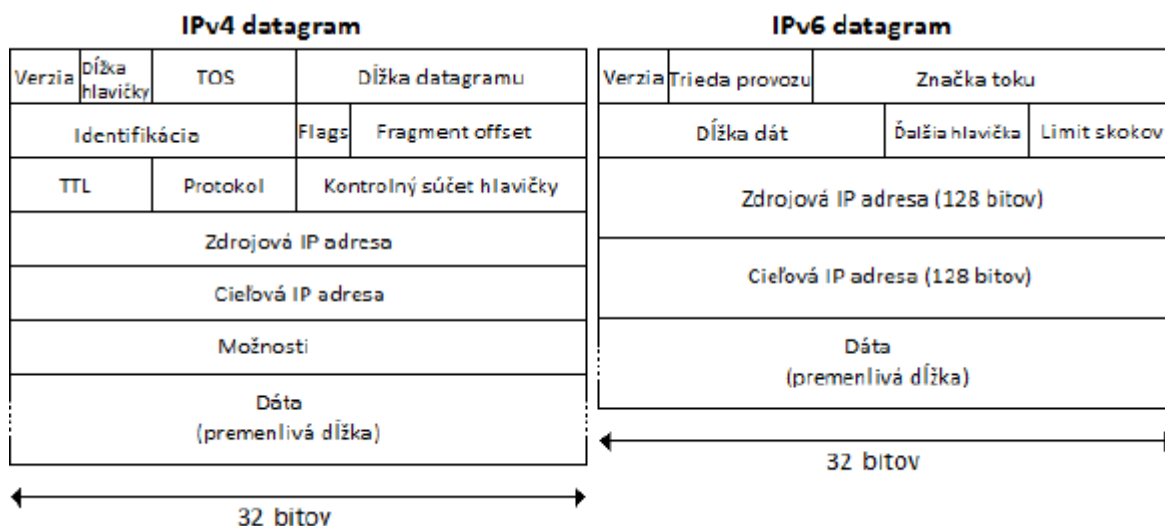 IPv4 datagram
Verzia
Dĺžka
hlavičky
TOS
Dĺžka datagramu
Identifikácia
Flags
Fragment offset
TTL
Protokol
Kontrolný súčet hlavičky
Zdrojová IP adresa
Cieľová IP adresa
Možnosti
Dáta
(premenlivá dĺžka)
32 bitov
IPv6 datagram
Verzia
Trieda provozu
Značka toku
Dĺžka dát
Ďalšia hlavička
Limit skokov
Zdrojová IP adresa (128 bitov)
Cieľová IP adresa (128 bitov)
Dáta
(premenlivá dĺžka)
32 bitov